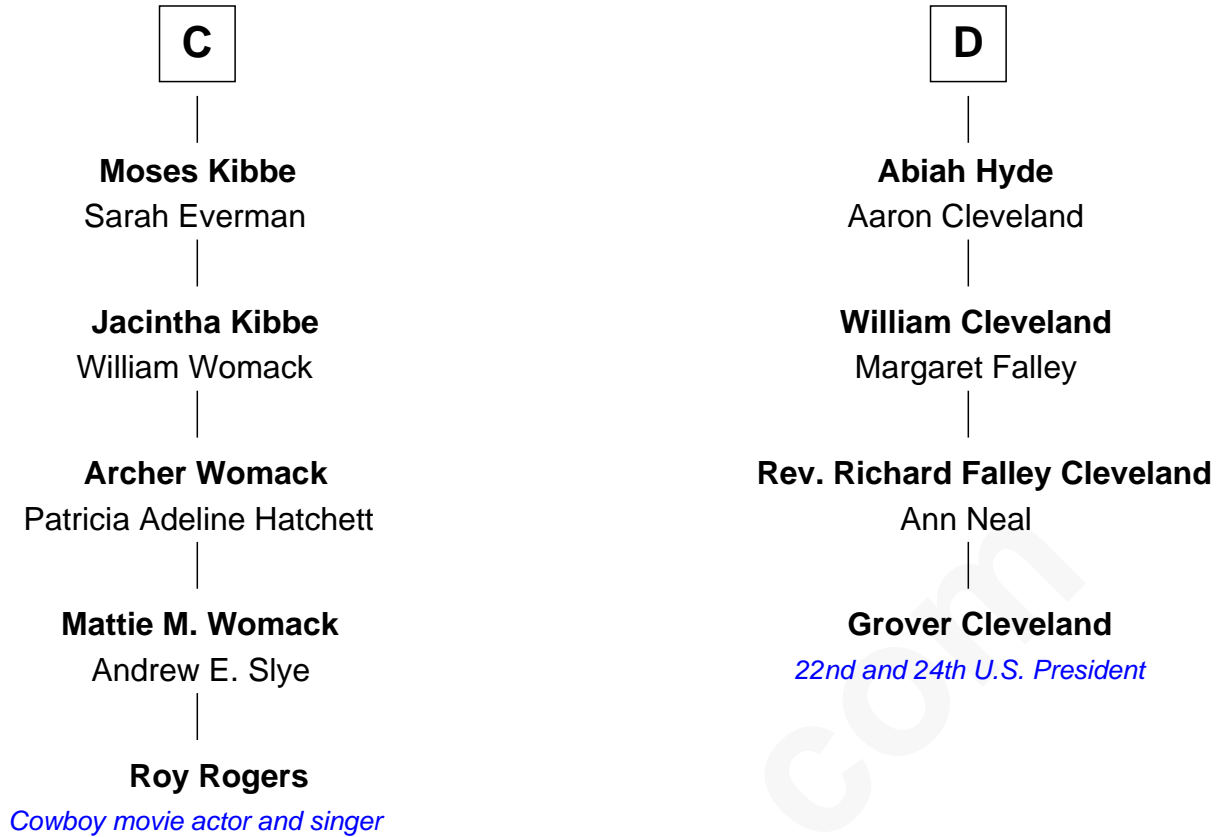 C
Moses Kibbe
Sarah Everman
Jacintha Kibbe
William Womack
Archer Womack
Patricia Adeline Hatchett
Mattie M. Womack
Andrew E. Slye
Roy Rogers
Cowboy movie actor and singer
D
Abiah Hyde
Aaron Cleveland
William Cleveland
Margaret Falley
Rev. Richard Falley Cleveland
Ann Neal
Grover Cleveland
22nd and 24th U.S. President
com